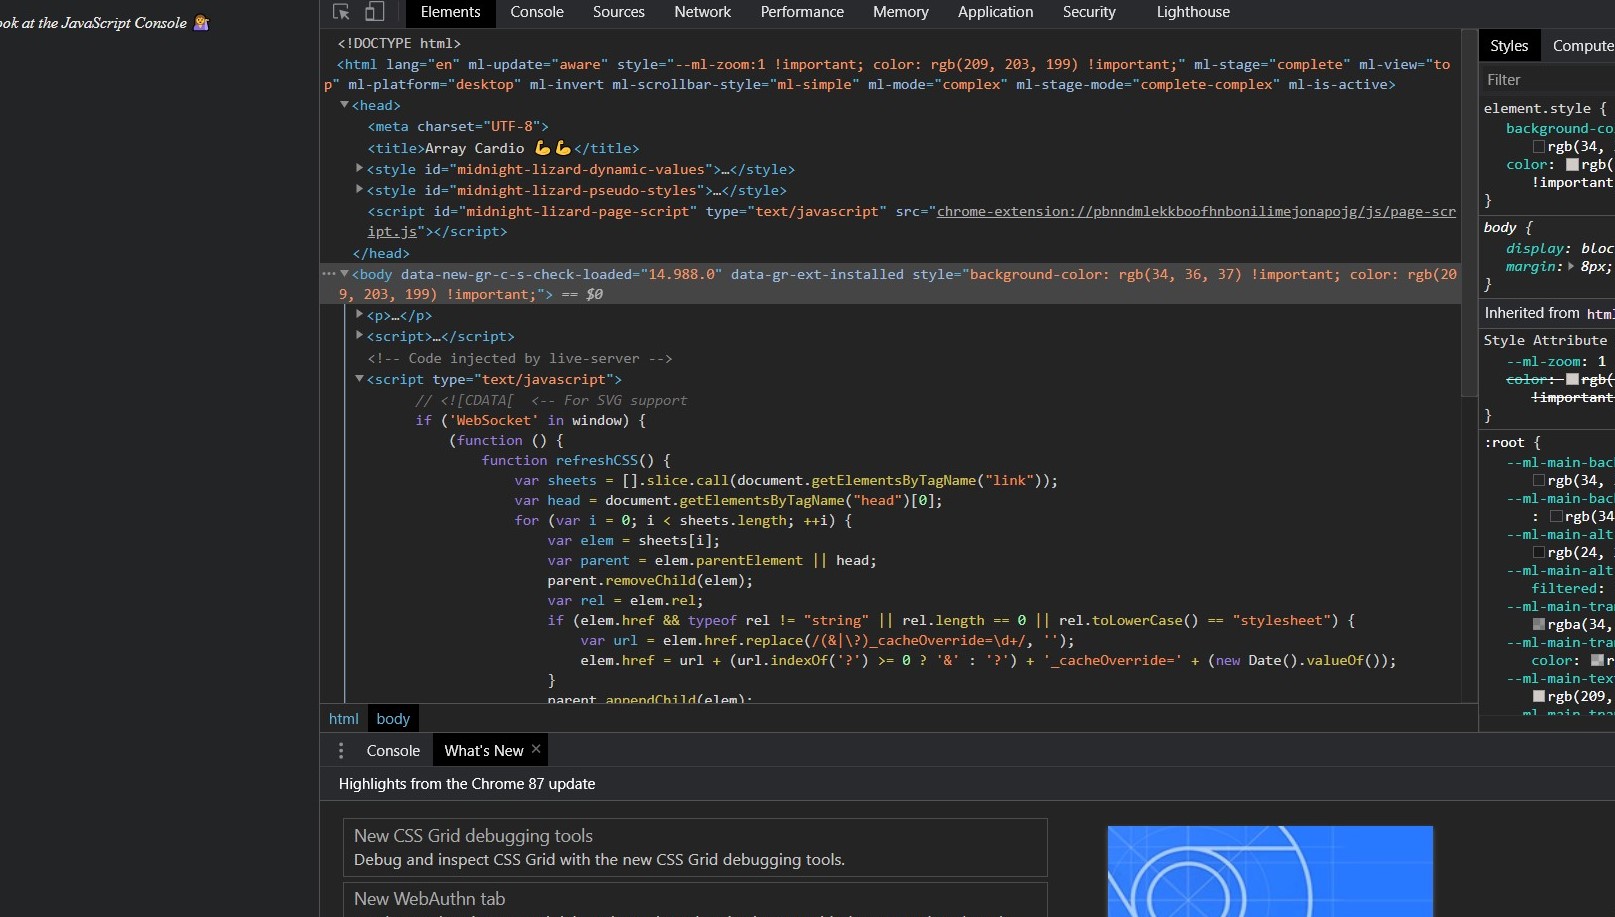 ook at the JavaScript Console 💁
Elements Console Sources Network Performance Memory Application Security Lighthouse
<!DOCTYPE html>
<html lang="en" ml-update="aware" style="--ml-zoom:1 !important; color: rgb(209, 203, 199) !important;" ml-stage="complete" ml-view="to
p" ml-platform="desktop" ml-invert ml-scrollbar-style="ml-simple" ml-mode="complex" ml-stage-mode="complete-complex" ml-is-active>
▼<head>
<meta charset="UTF-8">
<title>Array Cardio 💪💪</title>
▶<style id="midnight-lizard-dynamic-values">…</style>
▶<style id="midnight-lizard-pseudo-styles">…</style>
<script id="midnight-lizard-page-script" type="text/javascript" src="chrome-extension://pbnndmlekkboofhnbonilimejonapojg/js/page-scr
ipt.js"></script>
</head>
…▼<body data-new-gr-c-s-check-loaded="14.988.0" data-gr-ext-installed style="background-color: rgb(34, 36, 37) !important; color: rgb(20
9, 203, 199) !important;"> == $0
▶<p>…</p>
▶<script>…</script>
<!-- Code injected by live-server -->
▼<script type="text/javascript">
// <![CDATA[  <-- For SVG support
if ('WebSocket' in window) {
(function () {
function refreshCSS() {
var sheets = [].slice.call(document.getElementsByTagName("link"));
var head = document.getElementsByTagName("head")[0];
for (var i = 0; i < sheets.length; ++i) {
var elem = sheets[i];
var parent = elem.parentElement || head;
parent.removeChild(elem);
var rel = elem.rel;
if (elem.href && typeof rel != "string" || rel.length == 0 || rel.toLowerCase() == "stylesheet") {
var url = elem.href.replace(/(&|\?)_cacheOverride=\d+/, '');
elem.href = url + (url.indexOf('?') >= 0 ? '&' : '?') + '_cacheOverride=' + (new Date().valueOf());
}
parent.appendChild(elem);
html body
Styles Compute
Filter
element.style {
background-co
rgb(34,
color: rgb(
!important
}
body {
display: bloc
margin:▶ 8px;
}
Inherited from html
Style Attribute
--ml-zoom: 1
color: rgb(
!important
}
:root {
--ml-main-bac
rgb(34,
--ml-main-bac
: rgb(34
--ml-main-alt
rgb(24,
--ml-main-alt
filtered:
--ml-main-tra
rgba(34,
--ml-main-tra
color: r
--ml-main-tex
rgb(209,
--ml-main-tra
⋮ Console What's New ×
Highlights from the Chrome 87 update
New CSS Grid debugging tools
Debug and inspect CSS Grid with the new CSS Grid debugging tools.
New WebAuthn tab